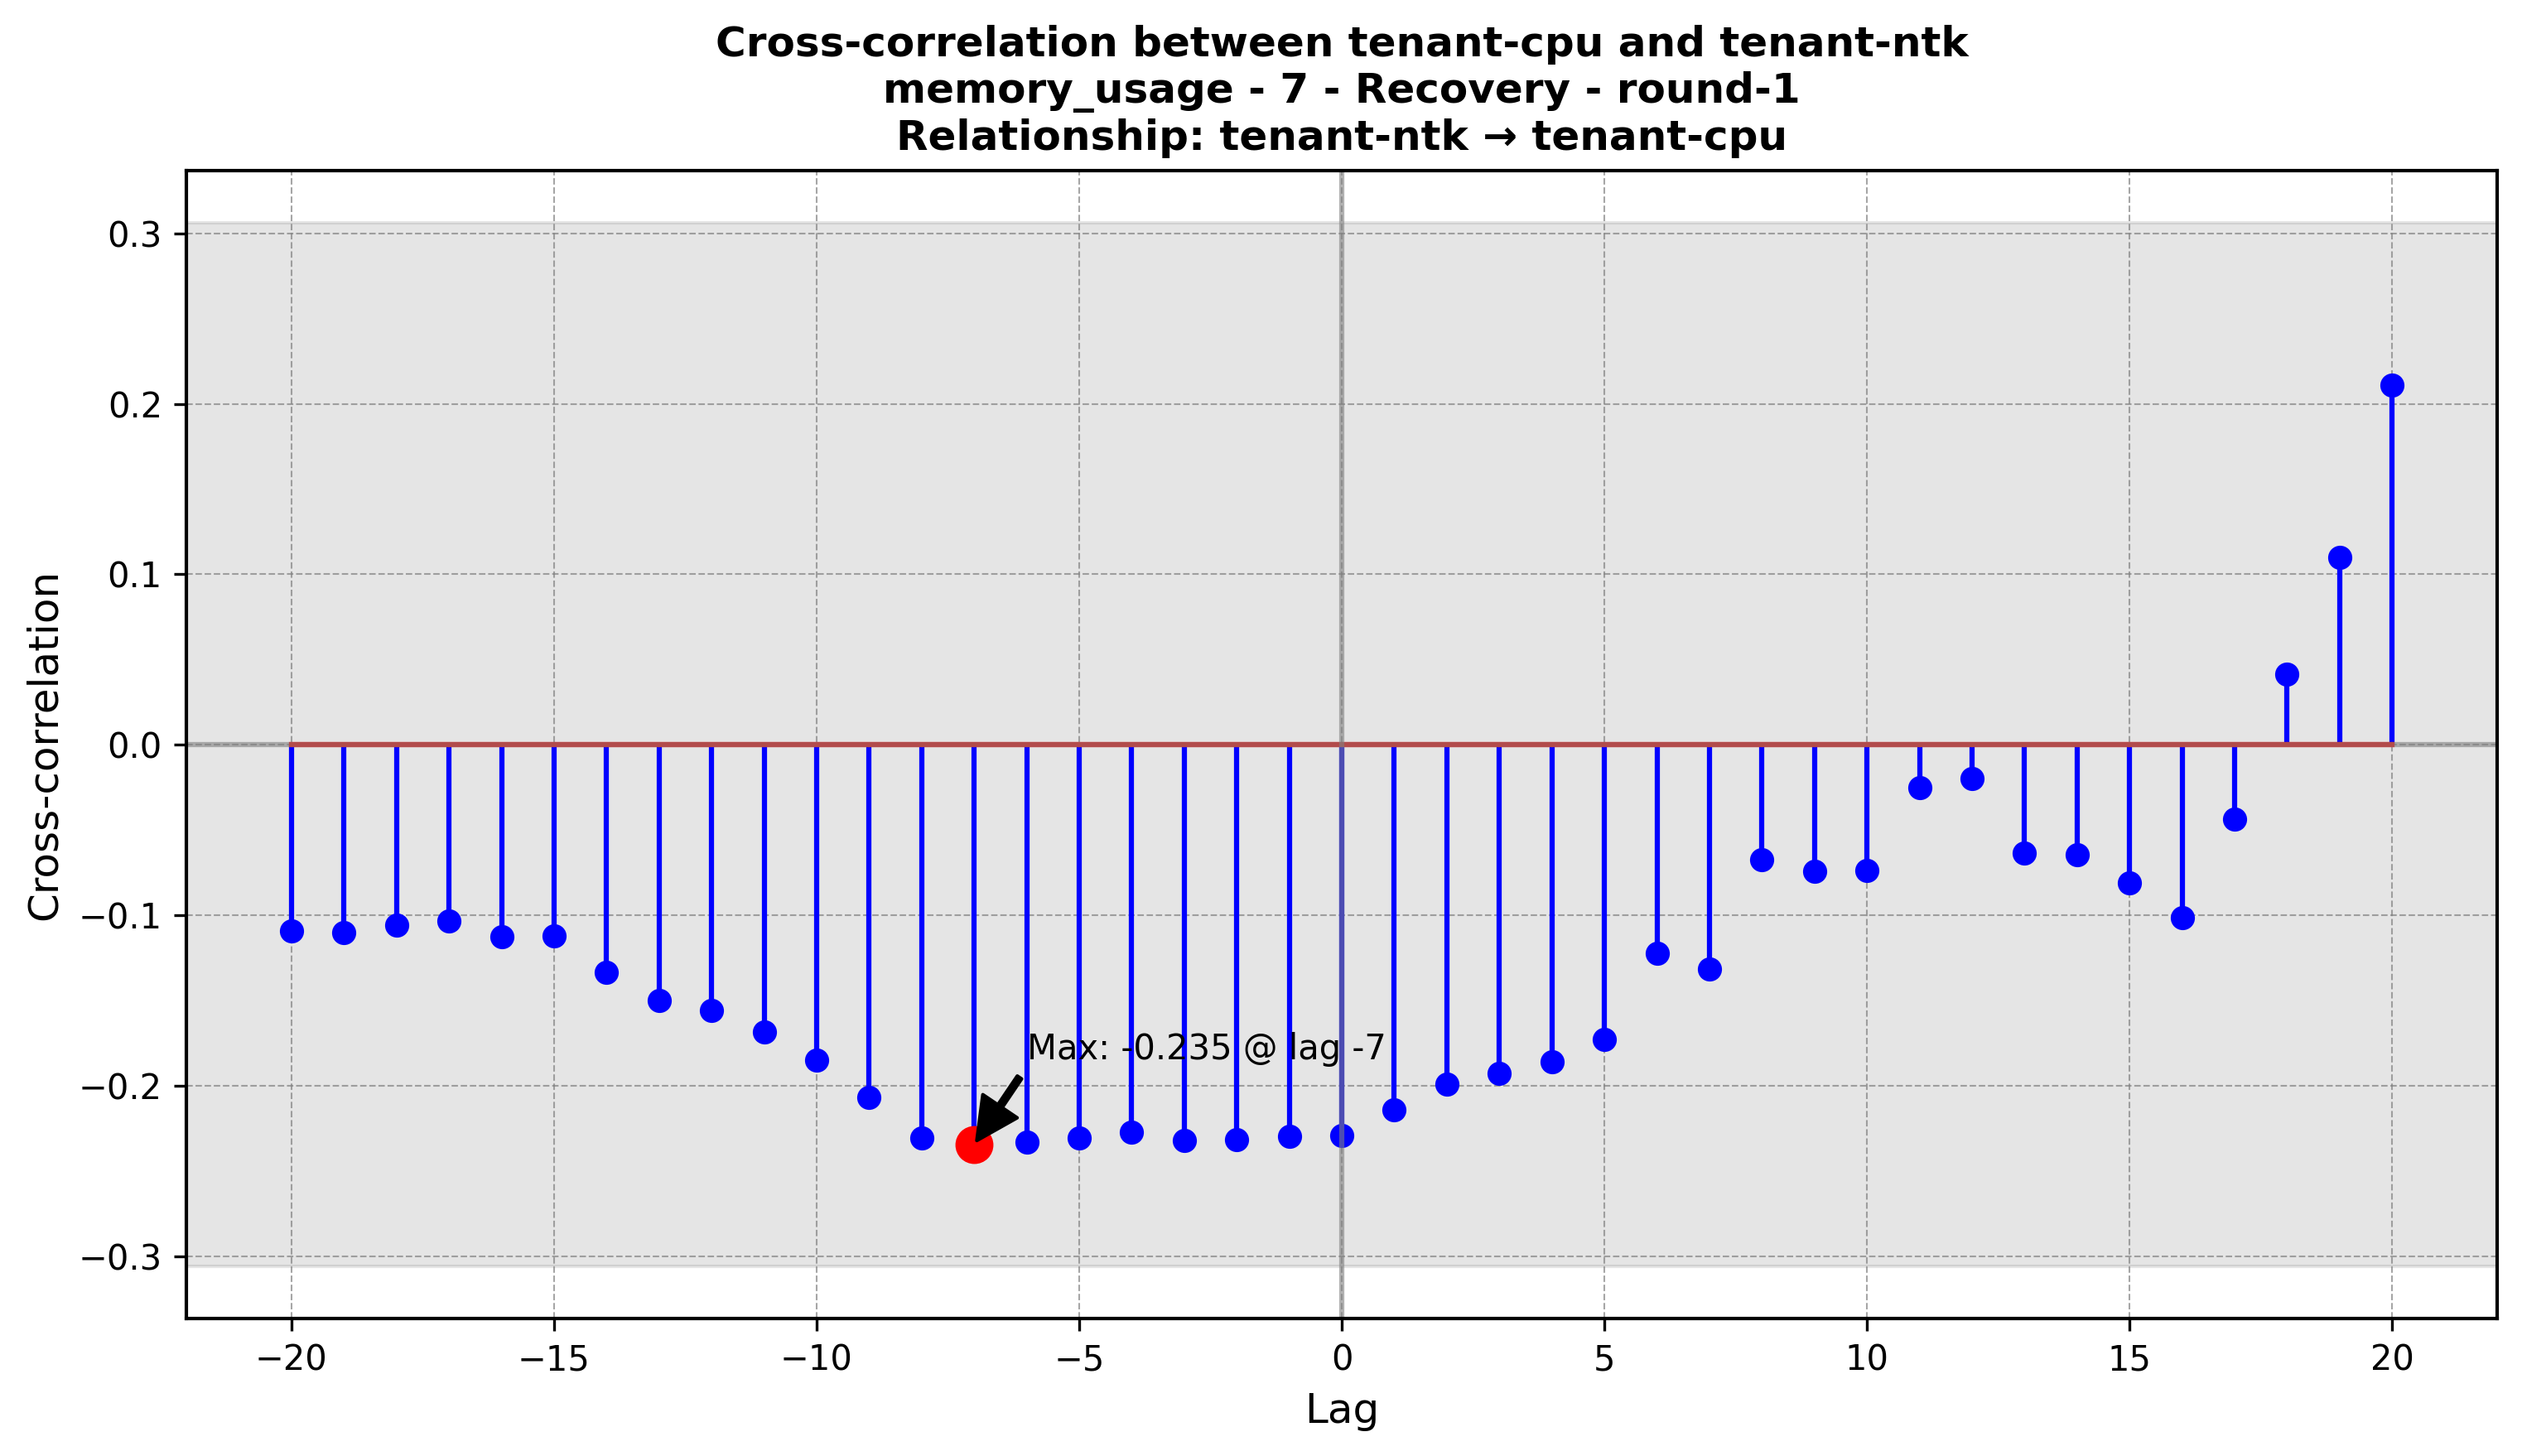 Cross-correlation between tenant-cpu and tenant-ntk
memory_usage - 7 - Recovery - round-1
Relationship: tenant-ntk → tenant-cpu
Cross-correlation
0.3
0.2
0.1
0.0
−0.1
−0.2
−0.3
Max: -0.235 @ lag -7
−20
−15
−10
−5
0
5
10
15
20
Lag